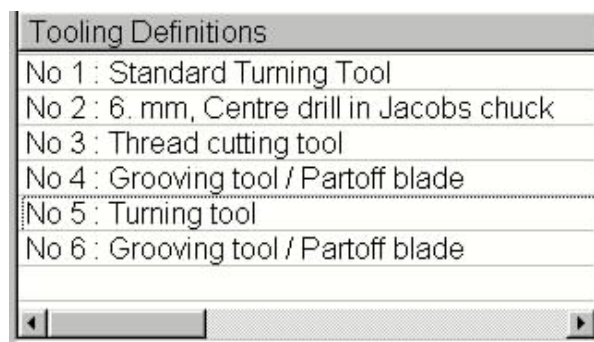 Tooling Definitions
No 1 : Standard Turning Tool
No 2 : 6. mm, Centre drill in Jacobs chuck
No 3 : Thread cutting tool
No 4 : Grooving tool / Partoff blade
No 5 : Turning tool
No 6 : Grooving tool / Partoff blade